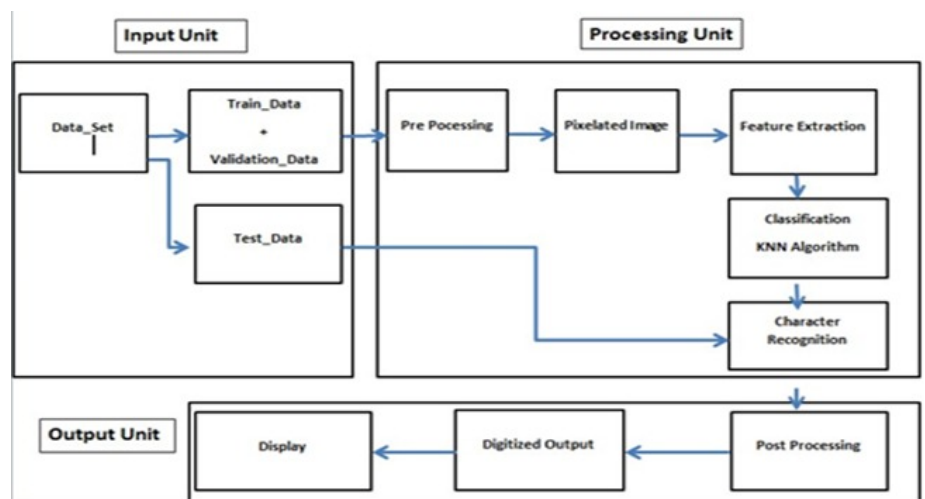 Input Unit
Processing Unit
Data_Set
Train_Data
+
Validation_Data
Test_Data
Pre Pocessing
Pixelated Image
Feature Extraction
Classification
KNN Algorithm
Character
Recognition
Output Unit
Post Processing
Digitized Output
Display